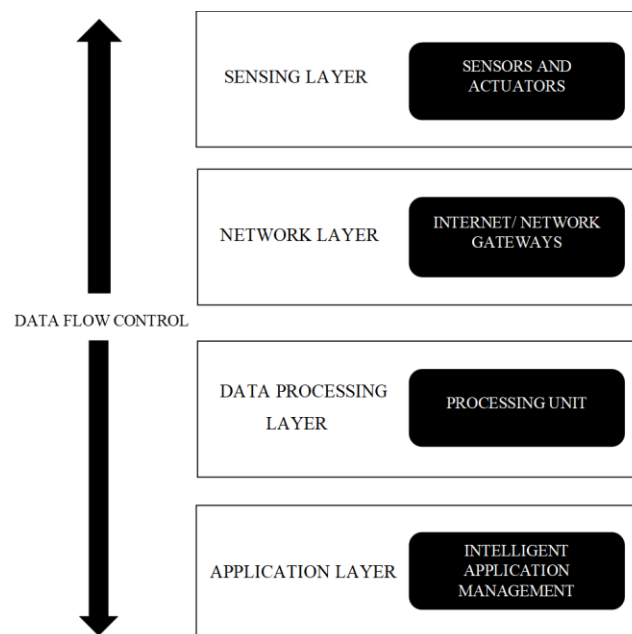 SENSING LAYER
SENSORS AND
ACTUATORS
NETWORK LAYER
INTERNET/ NETWORK
GATEWAYS
DATA FLOW CONTROL
DATA PROCESSING
LAYER
PROCESSING UNIT
APPLICATION LAYER
INTELLIGENT
APPLICATION
MANAGEMENT